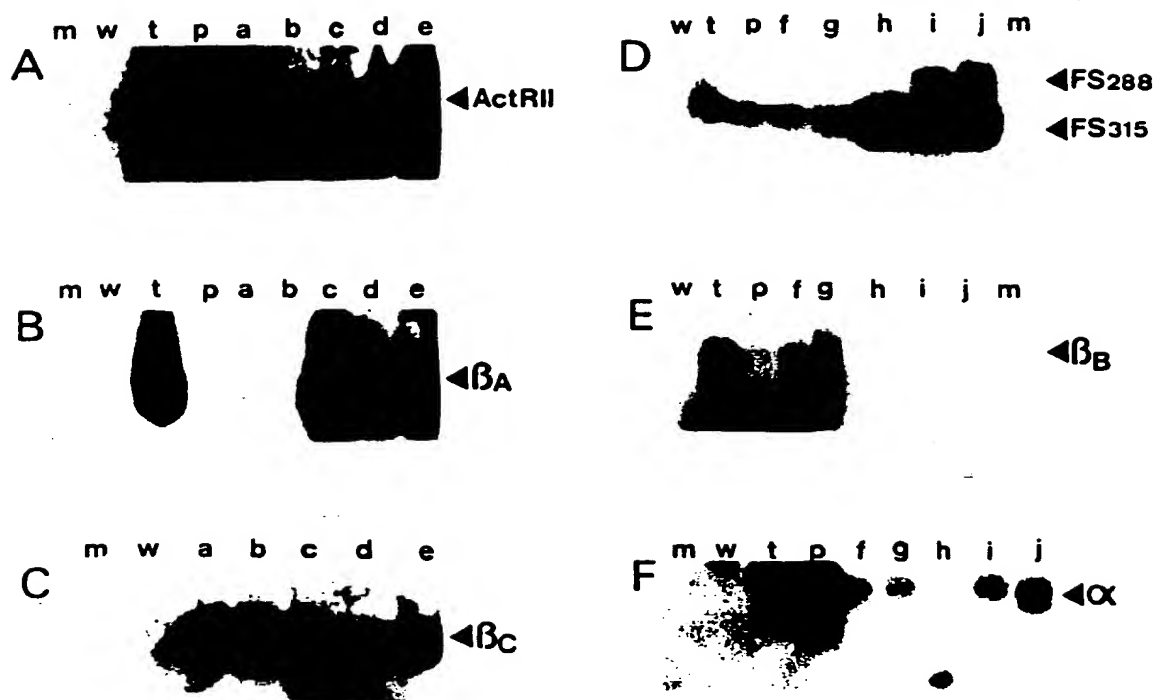 A
m w t p a b c d e
◄ActRII
B
m w t p a b c d e
◄βA
C
m w a b c d e
◄βC
D
w t p f g h i j m
◄FS288
◄FS315
E
w t p f g h i j m
◄βB
F
m w t p f g h i j
◄α